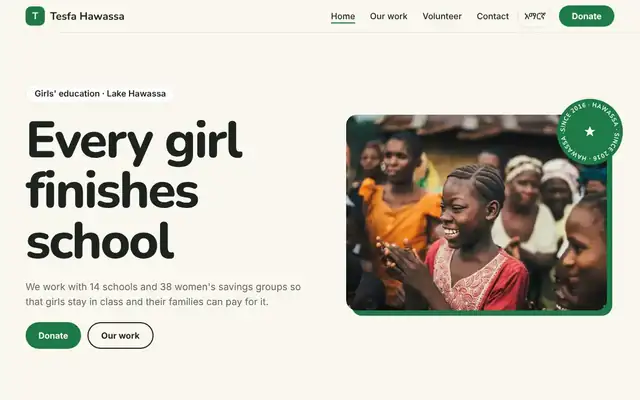 T Tesfa Hawassa
Home Our work Volunteer Contact አማርኛ Donate
Girls' education · Lake Hawassa
Every girl
finishes
school
We work with 14 schools and 38 women's savings groups so
that girls stay in class and their families can pay for it.
Donate Our work
SINCE 2016 · HAWASSA · SINCE 2016 · HAWASSA ·